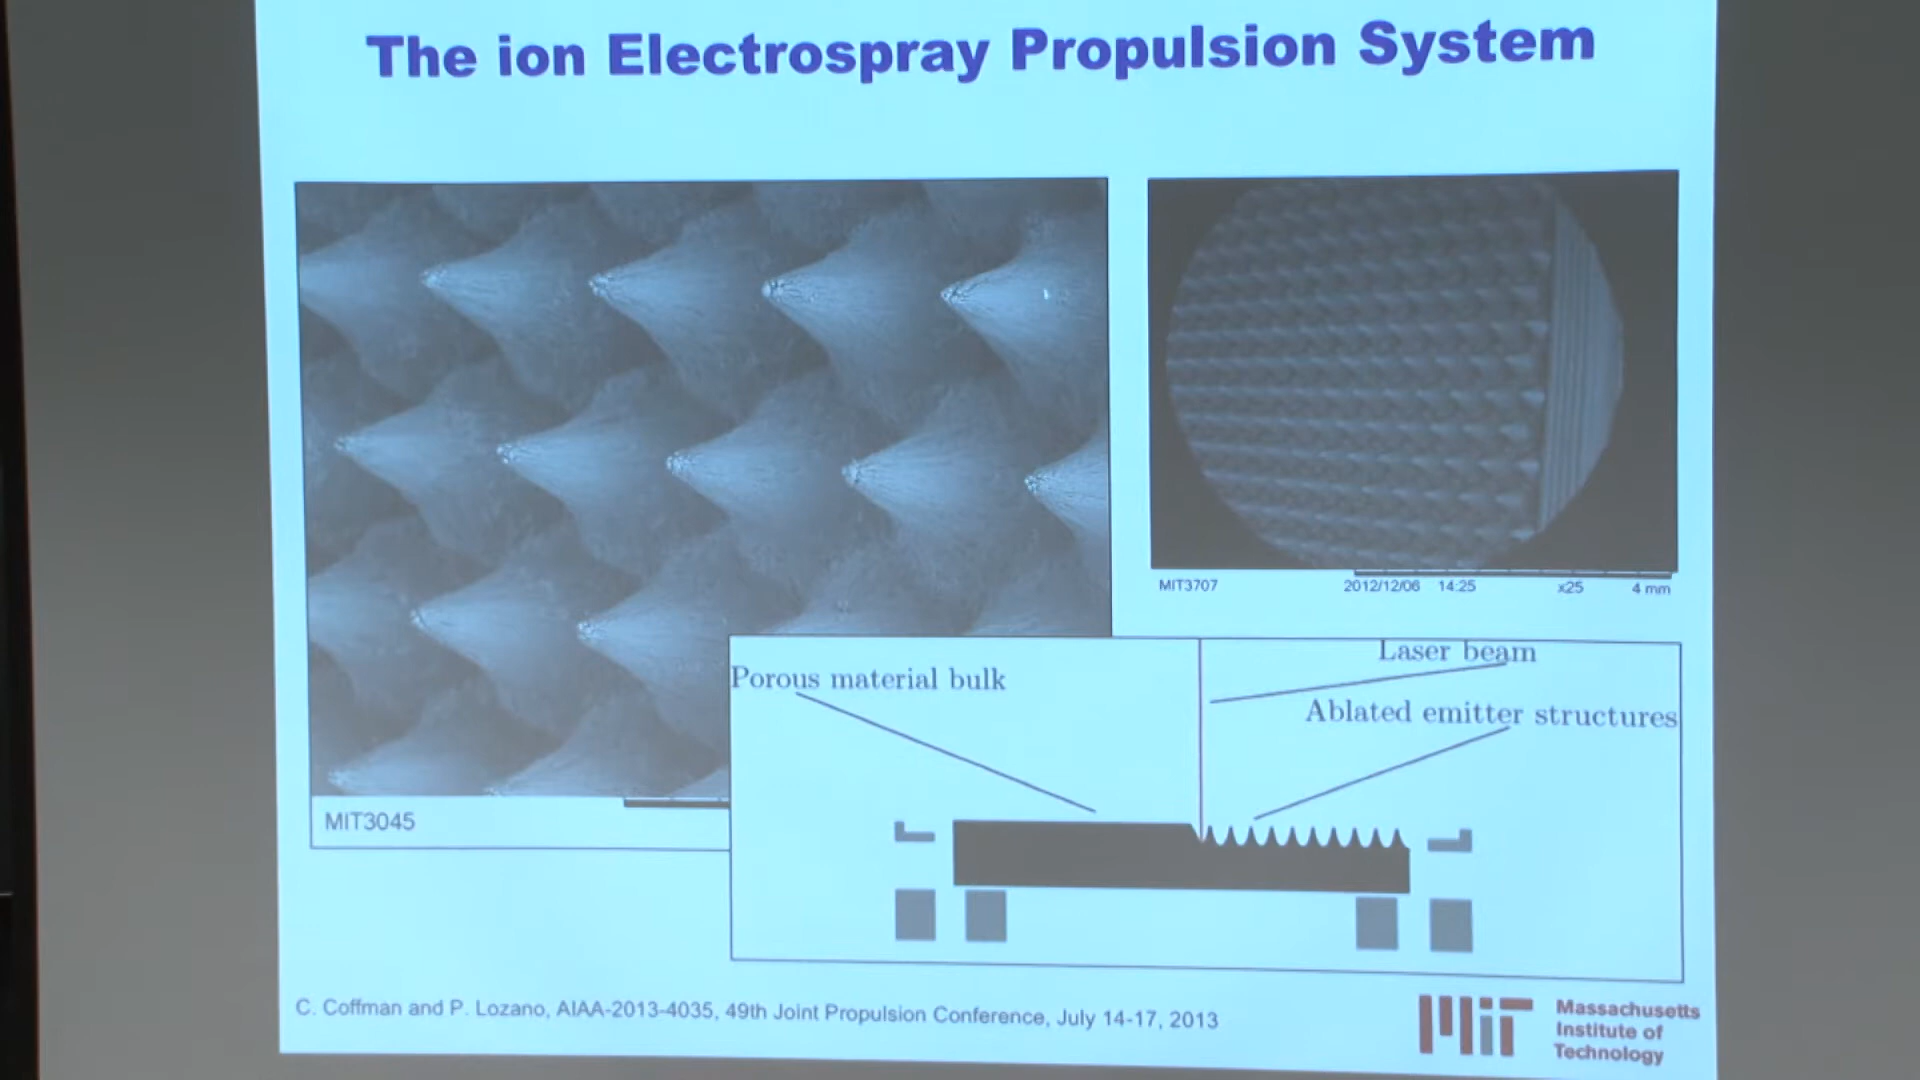 The ion Electrospray Propulsion System
MIT3707 2012/12/06 14:25 x25 4 mm
Laser beam
Porous material bulk
Ablated emitter structures
MIT3045
C. Coffman and P. Lozano, AIAA-2013-4035, 49th Joint Propulsion Conference, July 14-17, 2013
MIT
Massachusetts
Institute of
Technology